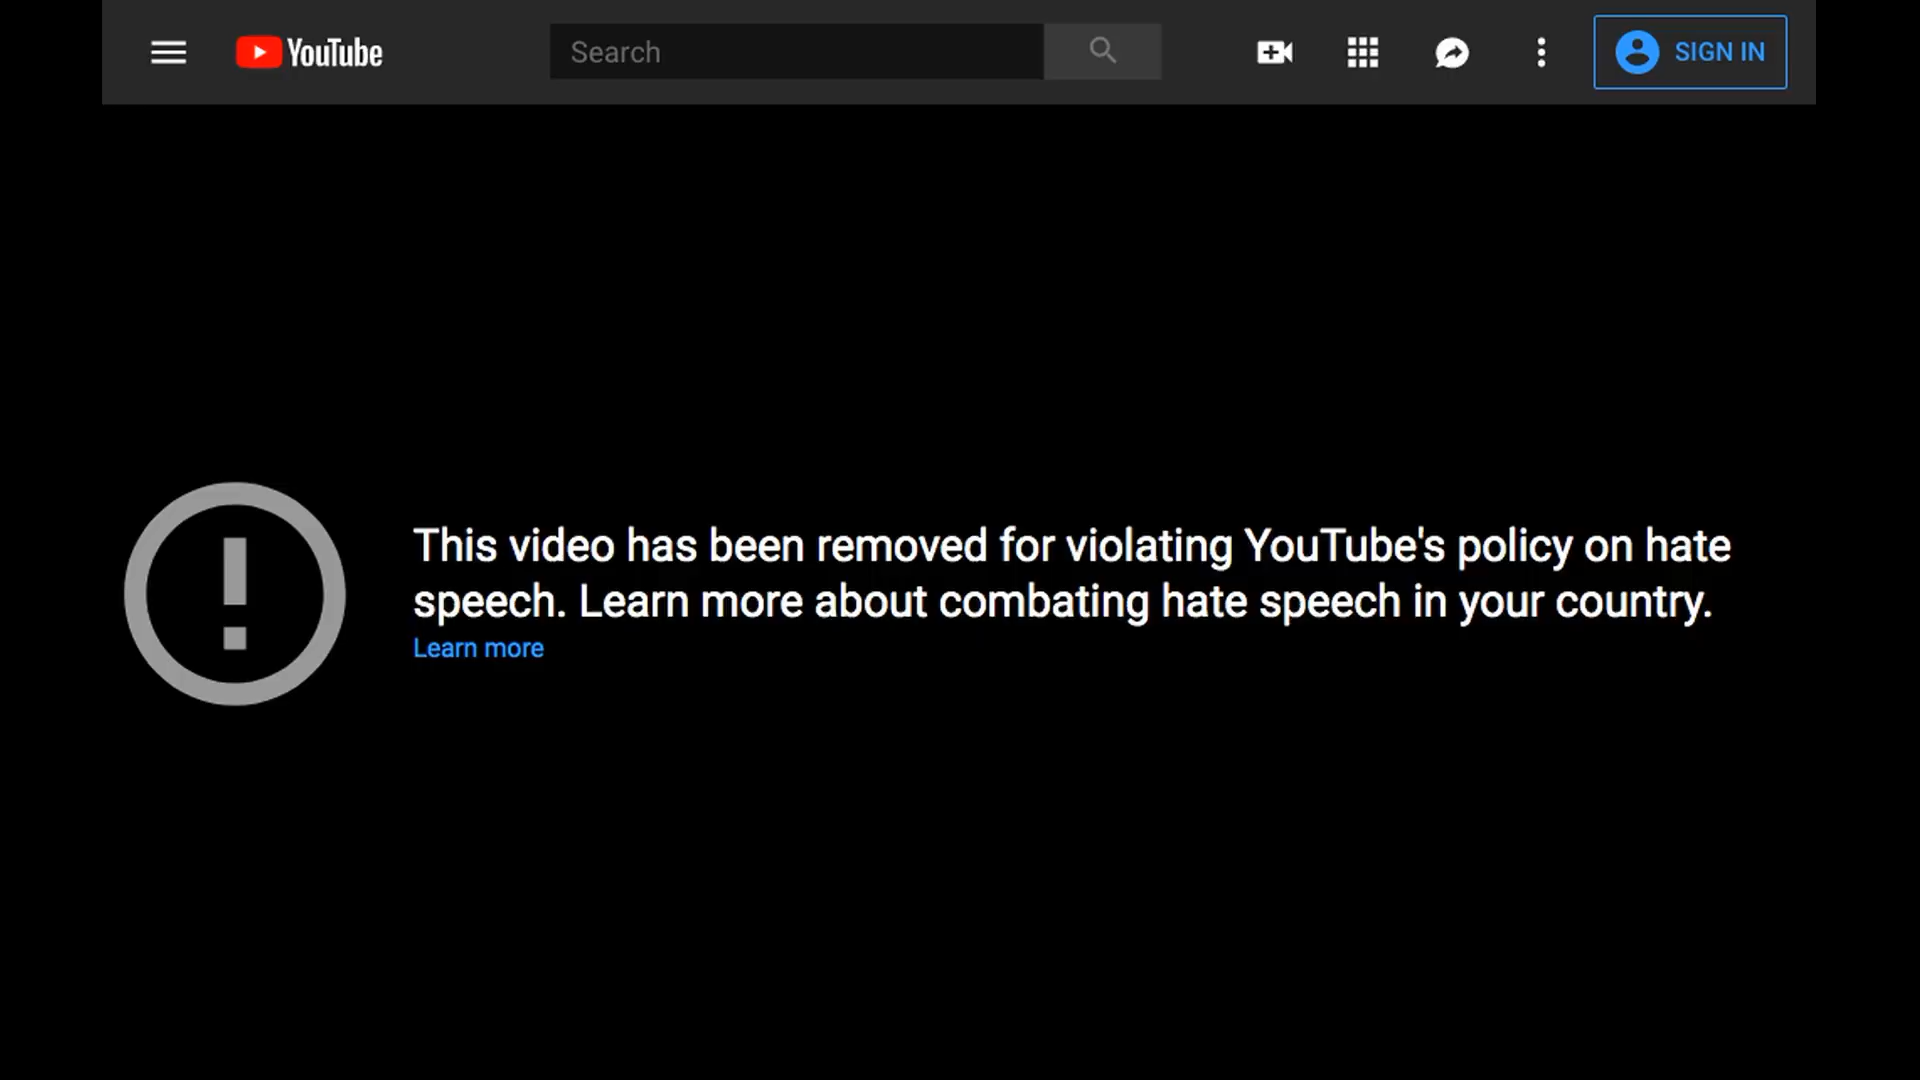 YouTube
Search
SIGN IN
This video has been removed for violating YouTube's policy on hate
speech. Learn more about combating hate speech in your country.
Learn more